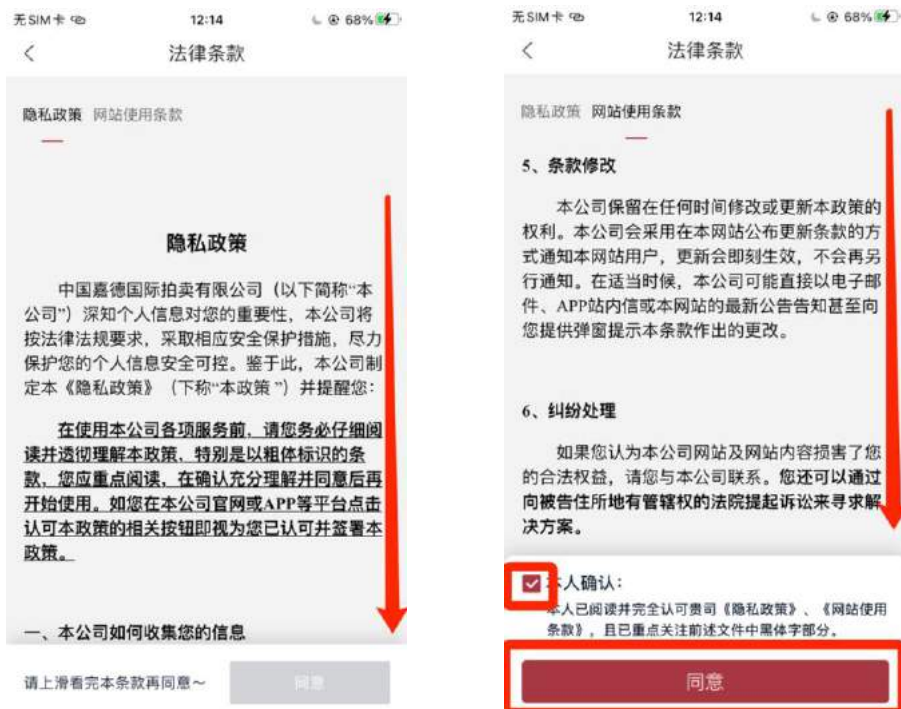 无SIM卡
12:14
68%
法律条款
隐私政策 网站使用条款
隐私政策
中国嘉德国际拍卖有限公司（以下简称“本
公司”）深知个人信息对您的重要性，本公司将
按法律法规要求，采取相应安全保护措施，尽力
保护您的个人信息安全可控。鉴于此，本公司制
定本《隐私政策》（下称“本政策 ”）并提醒您：
在使用本公司各项服务前，请您务必仔细阅
读并透彻理解本政策，特别是以粗体标识的条
款，您应重点阅读，在确认充分理解并同意后再
开始使用。如您在本公司官网或APP等平台点击
认可本政策的相关按钮即视为您已认可并签署本
政策。
一、本公司如何收集您的信息
请上滑看完本条款再同意～
同意
无SIM卡
12:14
68%
法律条款
隐私政策 网站使用条款
5、条款修改
本公司保留在任何时间修改或更新本政策的
权利。本公司会采用在本网站公布更新条款的方
式通知本网站用户，更新会即刻生效，不会再另
行通知。在适当时候，本公司可能直接以电子邮
件、APP站内信或本网站的最新公告告知甚至向
您提供弹窗提示本条款作出的更改。
6、纠纷处理
如果您认为本公司网站及网站内容损害了您
的合法权益，请您与本公司联系。您还可以通过
向被告住所地有管辖权的法院提起诉讼来寻求解
决方案。
本人确认：
本人已阅读并完全认可贵司《隐私政策》、《网站使用
条款》，且已重点关注前述文件中黑体字部分。
同意